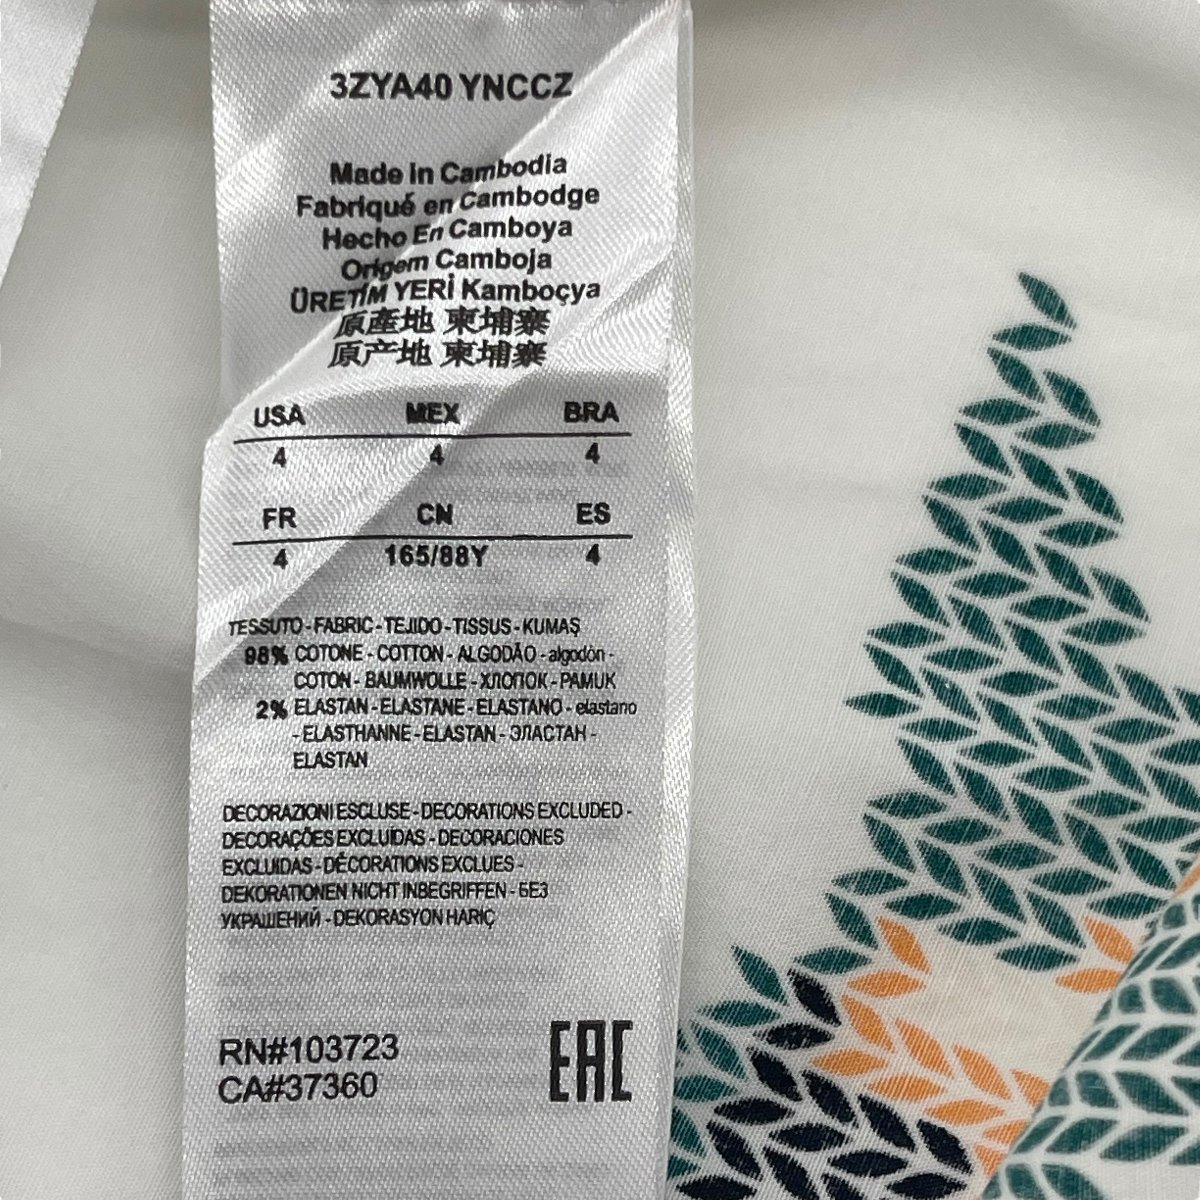 3ZYA40 YNCCZ
Made in Cambodia
Fabriqué en Cambodge
Hecho En Camboya
Origem Camboja
ÜRETİM YERİ Kamboçya
原產地 柬埔寨
原产地 柬埔寨
USA MEX BRA
4 4 4
FR CN ES
4 165/88Y 4
TESSUTO - FABRIC - TEJIDO - TISSUS - KUMAŞ
98% COTONE - COTTON - ALGODÃO - algodòn -
COTON - BAUMWOLLE - ХЛОПОК - PAMUK
2% ELASTAN - ELASTANE - ELASTANO - elastano
- ELASTHANNE - ELASTAN - ЭЛАСТАН -
ELASTAN
DECORAZIONI ESCLUSE - DECORATIONS EXCLUDED -
DECORAÇÕES EXCLUÍDAS - DECORACIONES
EXCLUIDAS - DÉCORATIONS EXCLUES -
DEKORATIONEN NICHT INBEGRIFFEN - БЕЗ
УКРАШЕНИЙ - DEKORASYON HARIÇ
RN#103723
CA#37360
EAC